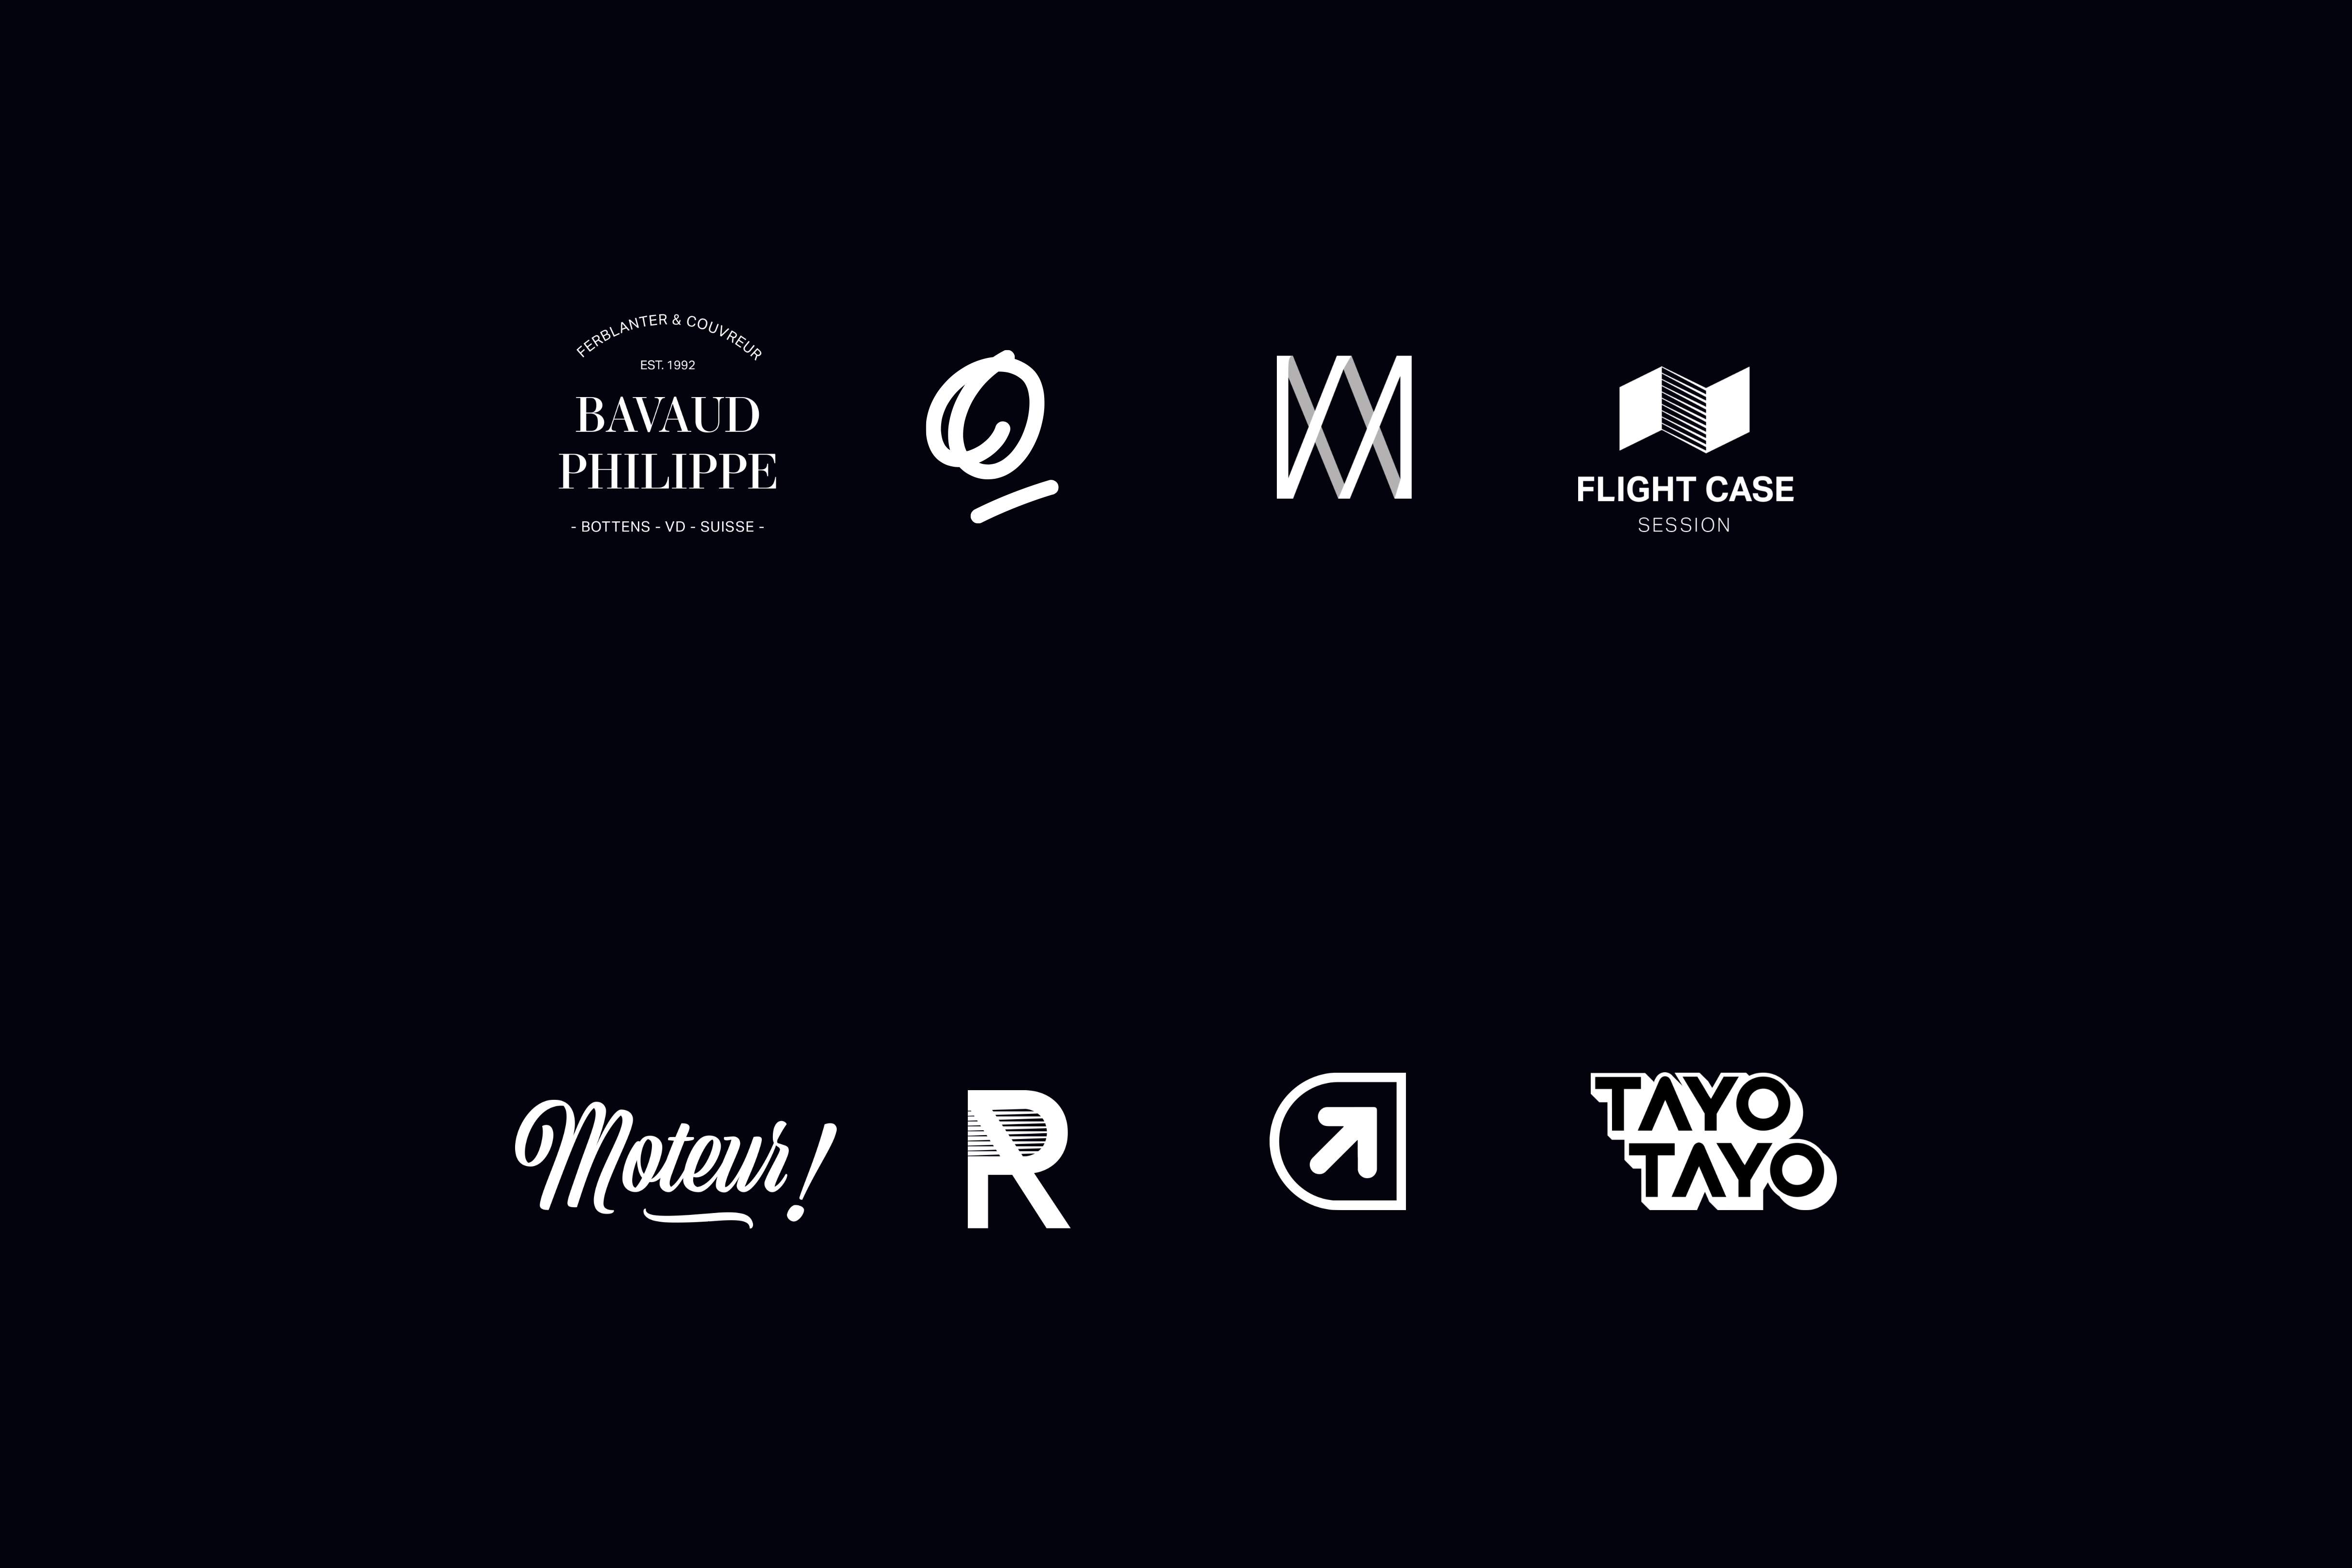 FERBLANTER & COUVREUR
EST. 1992
BAVAUD
PHILIPPE
- BOTTENS - VD - SUISSE -
Q
M
FLIGHT CASE
SESSION
Moteur!
R
TAYO
TAYO